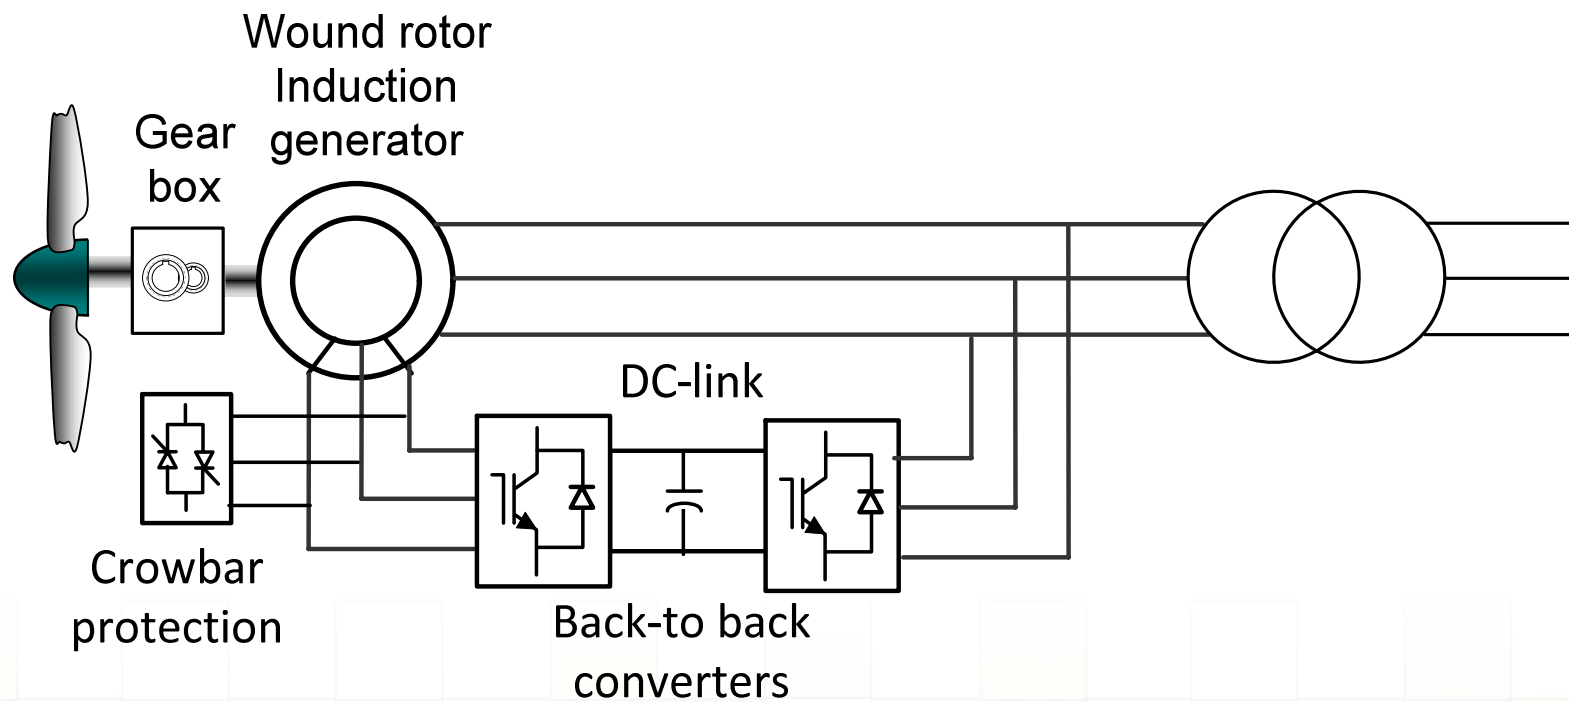 Wound rotor
Induction
generator
Gear
box
DC-link
Crowbar
protection
Back-to back
converters